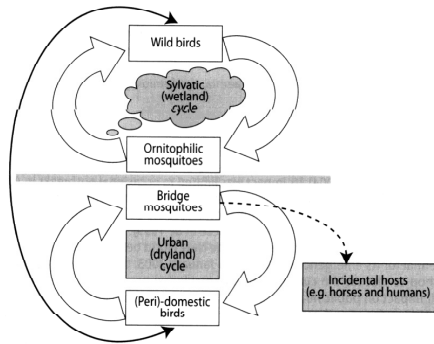 Wild birds
Sylvatic
(wetland)
cycle
Ornitophilic
mosquitoes
Bridge
mosquitoes
Urban
(dryland)
cycle
(Peri)-domestic
birds
Incidental hosts
(e.g. horses and humans)